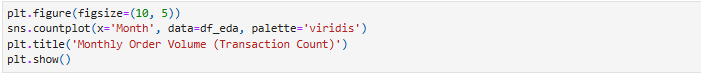 plt.figure(figsize=(10, 5))
sns.countplot(x='Month', data=df_eda, palette='viridis')
plt.title('Monthly Order Volume (Transaction Count)')
plt.show()